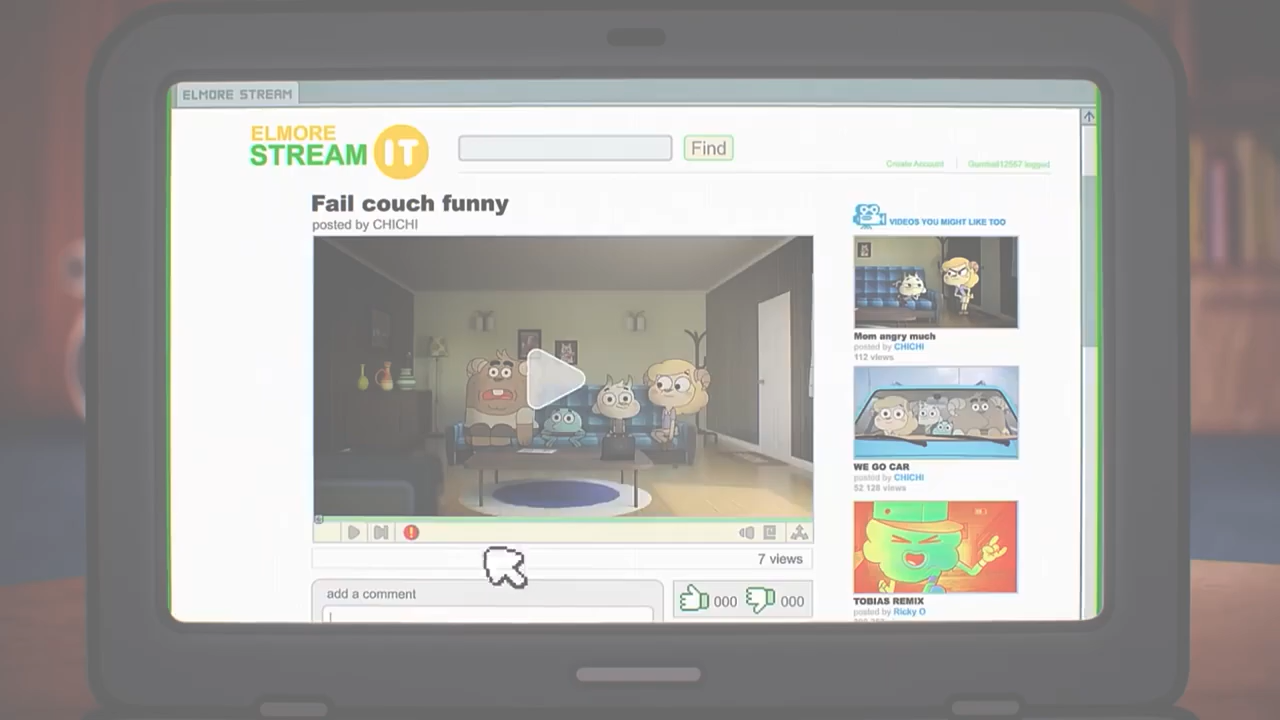 ELMORE STREAM
ELMORE
STREAM IT
Find
Create Account
Gumball12567 logged
Fail couch funny
posted by CHICHI
7 views
add a comment
000
000
VIDEOS YOU MIGHT LIKE TOO
Mom angry much
posted by CHICHI
112 views
WE GO CAR
posted by CHICHI
52 128 views
TOBIAS REMIX
posted by Ricky O